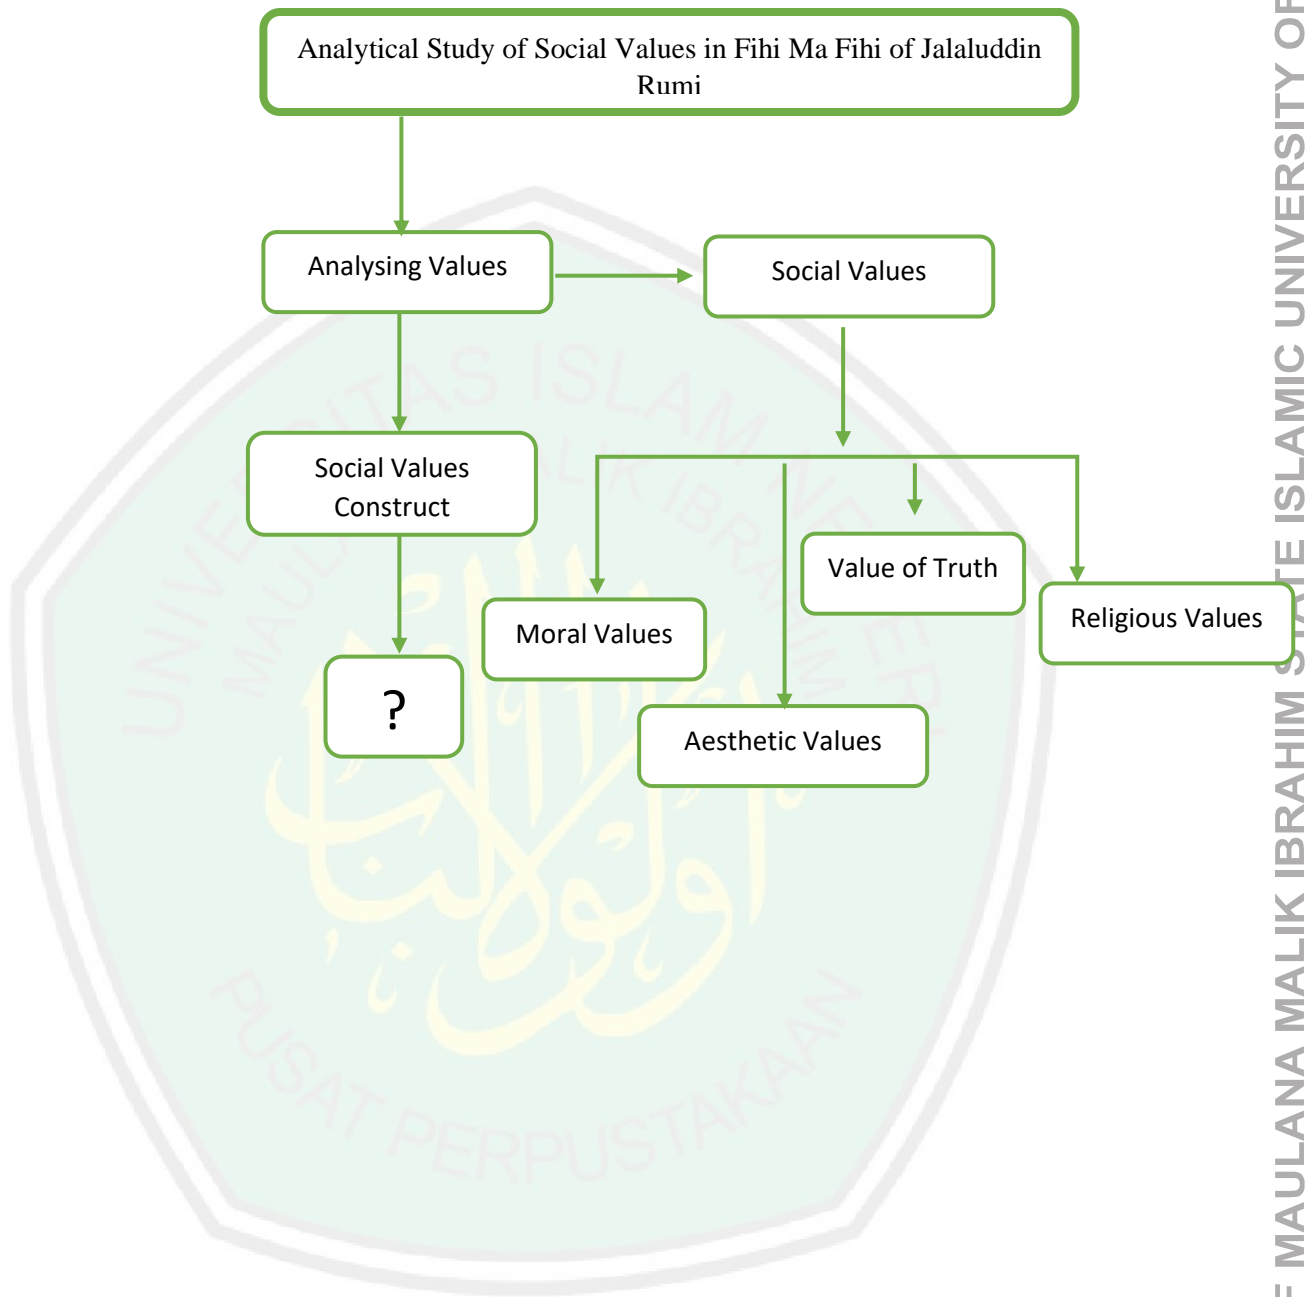 Analytical Study of Social Values in Fihi Ma Fihi of Jalaluddin
Rumi
Analysing Values
Social Values
Social Values
Construct
Value of Truth
Religious Values
Moral Values
?
Aesthetic Values
UNIVERSITAS ISLAM NEGERI
MAULANA MALIK IBRAHIM
PUSAT PERPUSTAKAAN
MAULANA MALIK IBRAHIM STATE ISLAMIC UNIVERSITY OF